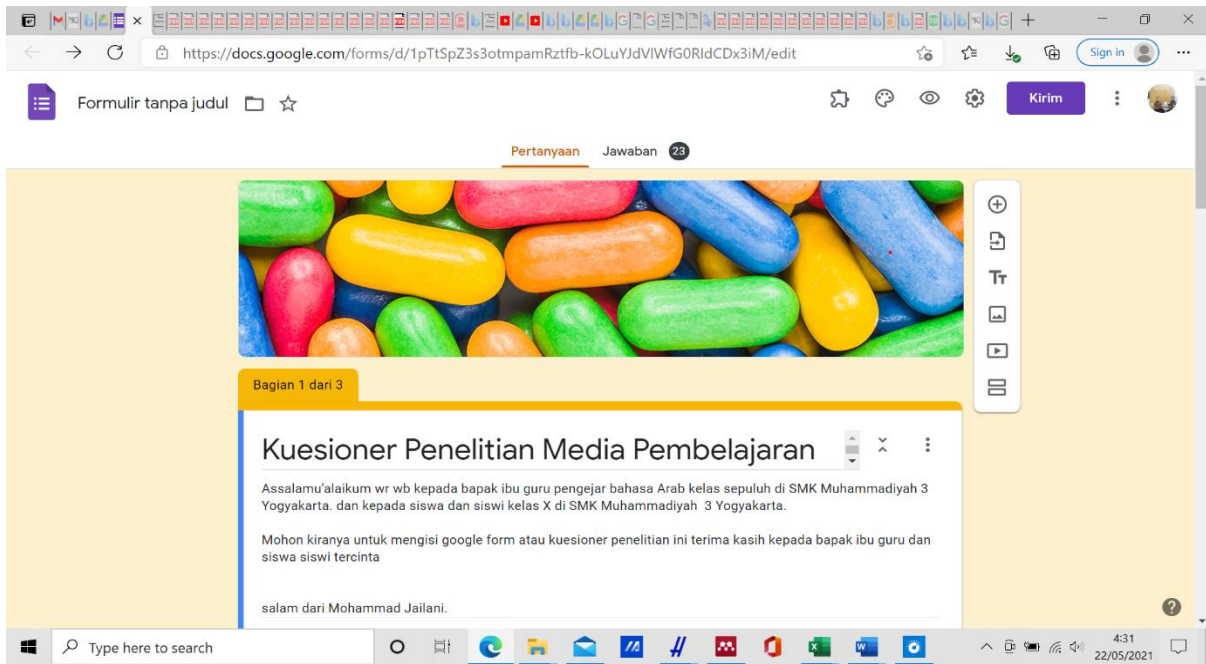 https://docs.google.com/forms/d/1pTtSpZ3s3otmpamRztfb-kOLuYJdVlWfG0RIdCDx3iM/edit
Sign in
Formulir tanpa judul
Kirim
Pertanyaan
Jawaban 23
Bagian 1 dari 3
Kuesioner Penelitian Media Pembelajaran
Assalamu'alaikum wr wb kepada bapak ibu guru pengejar bahasa Arab kelas sepuluh di SMK Muhammadiyah 3
Yogyakarta. dan kepada siswa dan siswi kelas X di SMK Muhammadiyah 3 Yogyakarta.
Mohon kiranya untuk mengisi google form atau kuesioner penelitian ini terima kasih kepada bapak ibu guru dan
siswa siswi tercinta
salam dari Mohammad Jailani.
Type here to search
4:31
22/05/2021